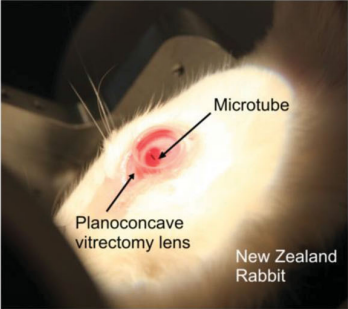 Microtube
Planoconcave
vitrectomy lens
New Zealand
Rabbit